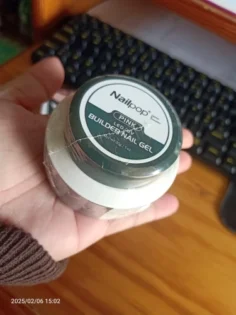 Nailpop
PINK
BUILDER NAIL GEL
2025/02/06 15:02